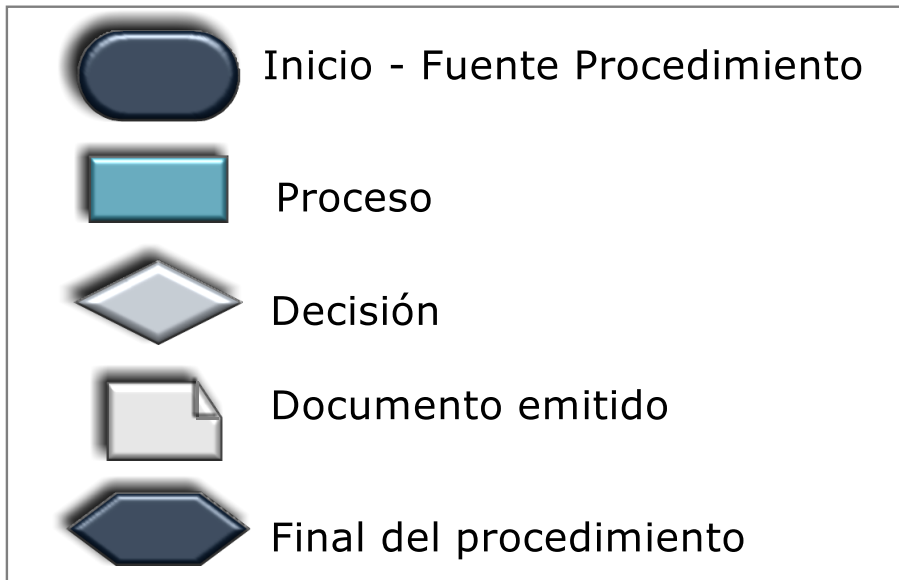 Inicio - Fuente Procedimiento
Proceso
Decisión
Documento emitido
Final del procedimiento